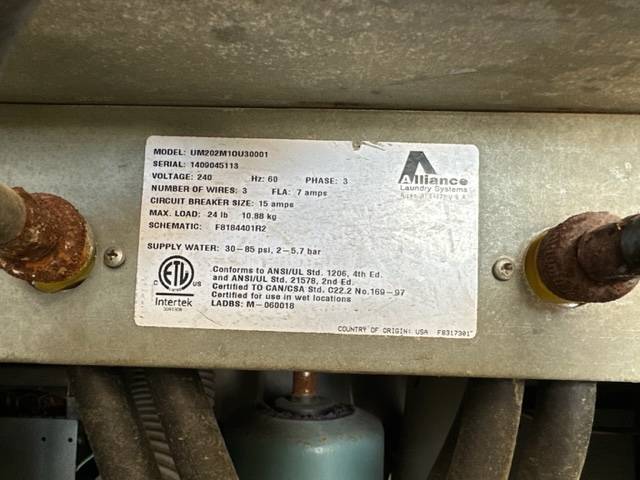 MODEL: UM202M1OU30001
SERIAL: 1409045113
VOLTAGE: 240 Hz: 60 PHASE: 3
NUMBER OF WIRES: 3 FLA: 7 amps
CIRCUIT BREAKER SIZE: 15 amps
MAX. LOAD: 24 lb 10.88 kg
SCHEMATIC: F8184401R2
Alliance
Laundry Systems
SUPPLY WATER: 30-85 psi, 2-5.7 bar
ETL
C US
Intertek
Conforms to ANSI/UL Std. 1206, 4th Ed.
and ANSI/UL Std. 21578, 2nd Ed.
Certified TO CAN/CSA Std. C22.2 No.169-97
Certified for use in wet locations
LADBS: M-060018
COUNTRY OF ORIGIN: USA F8317301